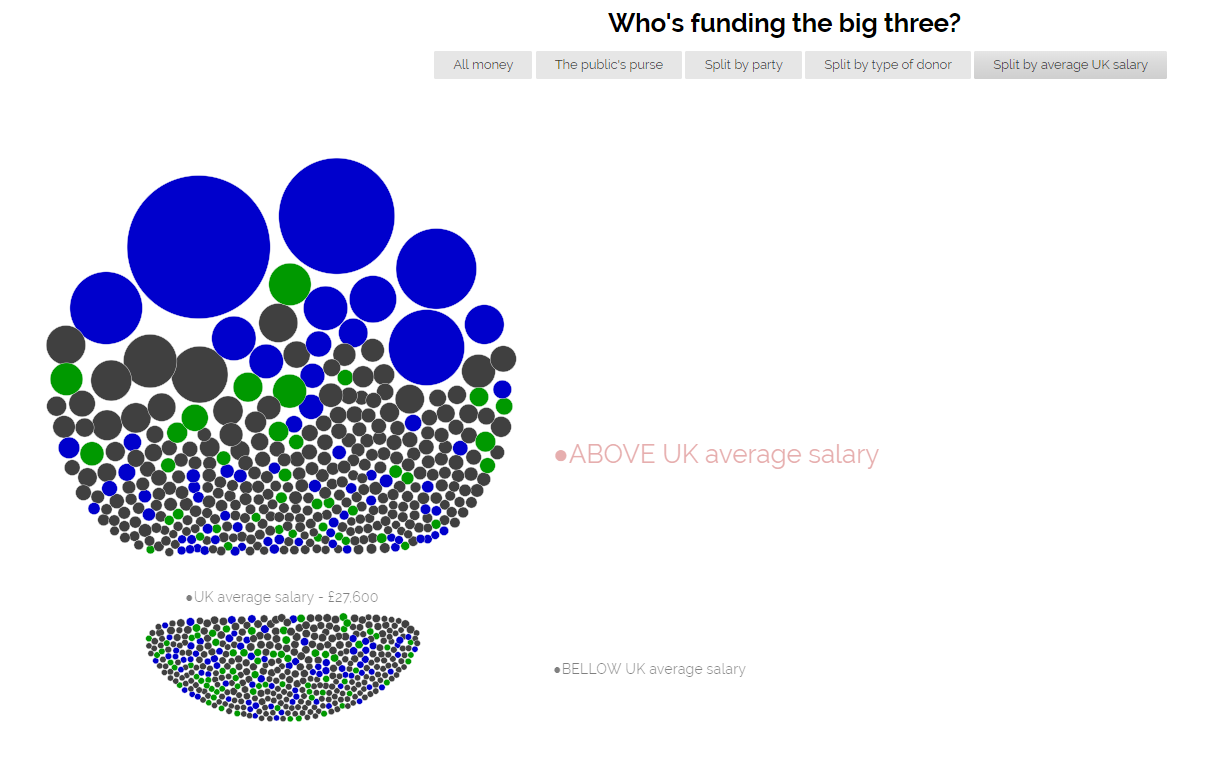 Who's funding the big three?
All money The public's purse Split by party Split by type of donor Split by average UK salary
●ABOVE UK average salary
●UK average salary - £27,600
●BELLOW UK average salary